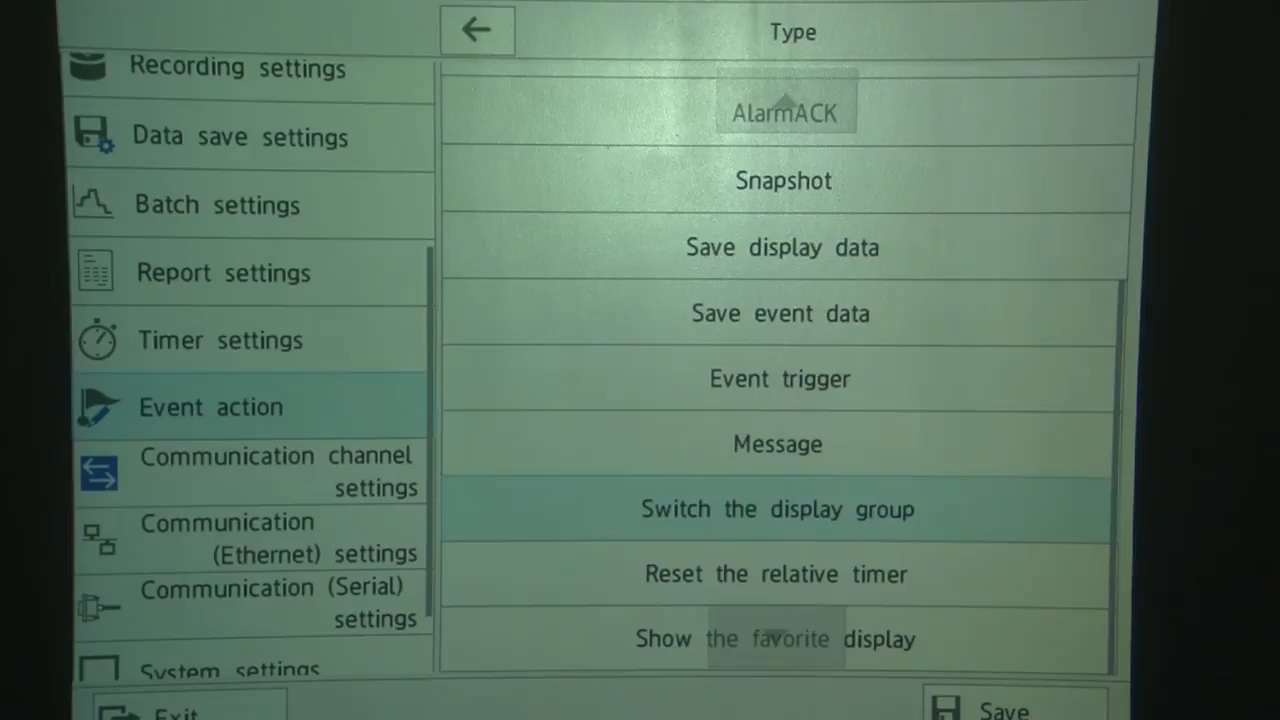 Type
Recording settings
Data save settings
Batch settings
Report settings
Timer settings
Event action
Communication channel
settings
Communication
(Ethernet) settings
Communication (Serial)
settings
System settings
Exit
AlarmACK
Snapshot
Save display data
Save event data
Event trigger
Message
Switch the display group
Reset the relative timer
Show the favorite display
Save